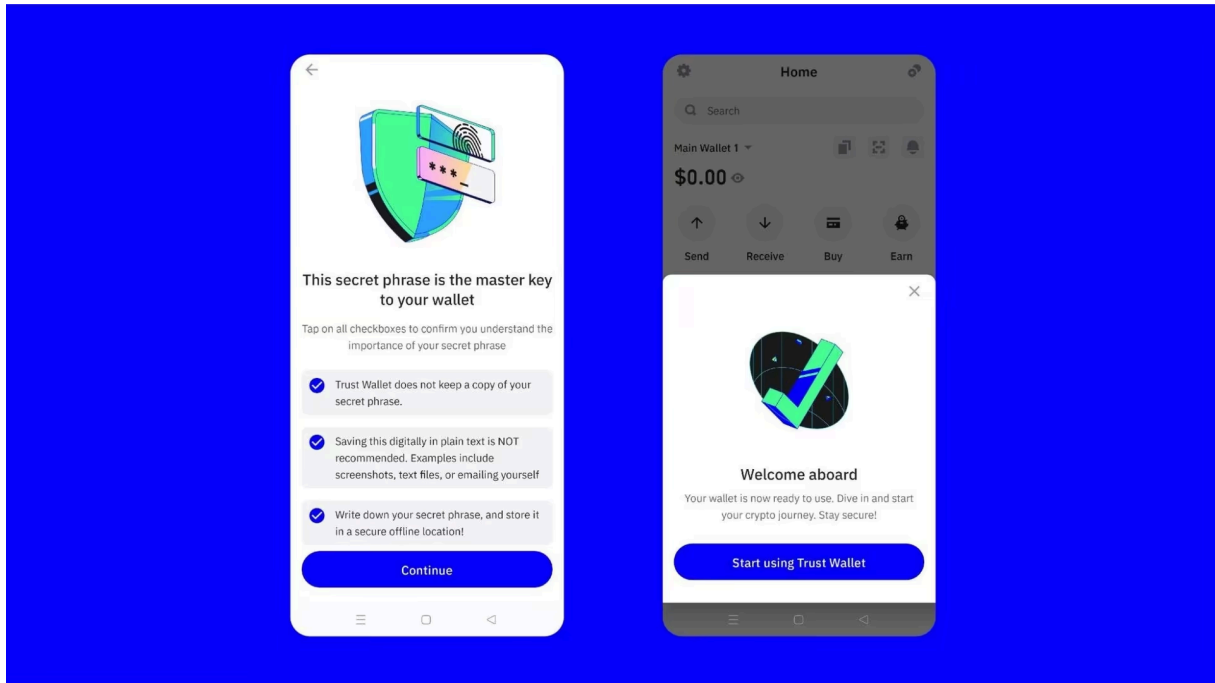 This secret phrase is the master key
to your wallet
Tap on all checkboxes to confirm you understand the
importance of your secret phrase
Trust Wallet does not keep a copy of your
secret phrase.
Saving this digitally in plain text is NOT
recommended. Examples include
screenshots, text files, or emailing yourself
Write down your secret phrase, and store it
in a secure offline location!
Continue
Home
Search
Main Wallet 1
$0.00
Send Receive Buy Earn
Welcome aboard
Your wallet is now ready to use. Dive in and start
your crypto journey. Stay secure!
Start using Trust Wallet